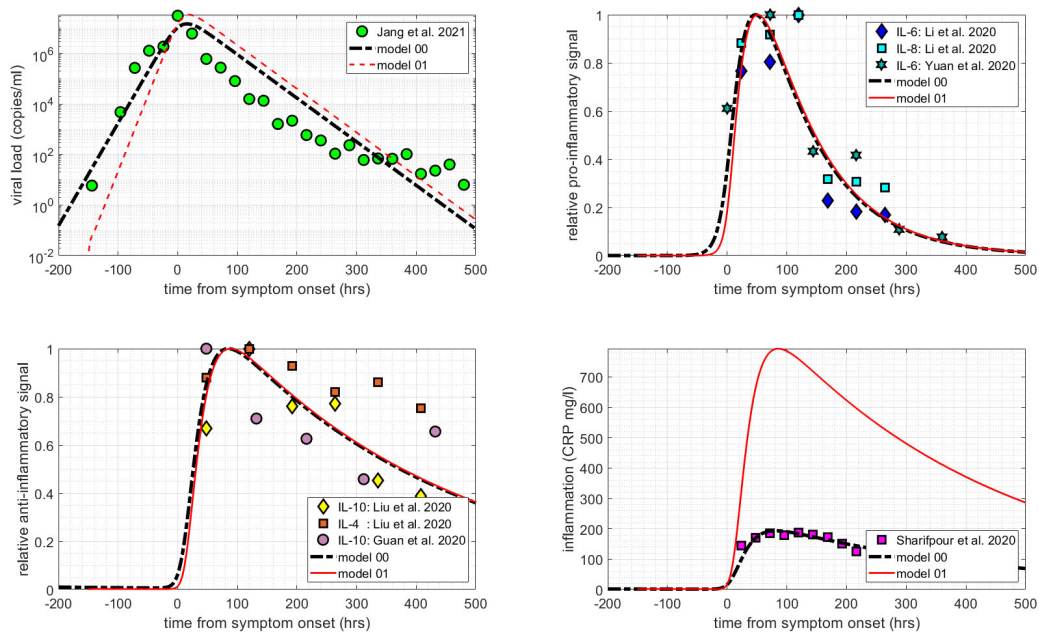 viral load (copies/ml)
10^6
10^4
10^2
10^0
10^-2
-200 -100 0 100 200 300 400 500
time from symptom onset (hrs)
Jang et al. 2021
model 00
model 01
relative pro-inflammatory signal
1
0.8
0.6
0.4
0.2
0
-200 -100 0 100 200 300 400 500
time from symptom onset (hrs)
IL-6: Li et al. 2020
IL-8: Li et al. 2020
IL-6: Yuan et al. 2020
model 00
model 01
relative anti-inflammatory signal
1
0.8
0.6
0.4
0.2
0
-200 -100 0 100 200 300 400 500
time from symptom onset (hrs)
IL-10: Liu et al. 2020
IL-4 : Liu et al. 2020
IL-10: Guan et al. 2020
model 00
model 01
inflammation (CRP mg/l)
700
600
500
400
300
200
100
0
-200 -100 0 100 200 300 400 500
time from symptom onset (hrs)
Sharifpour et al. 2020
model 00
model 01